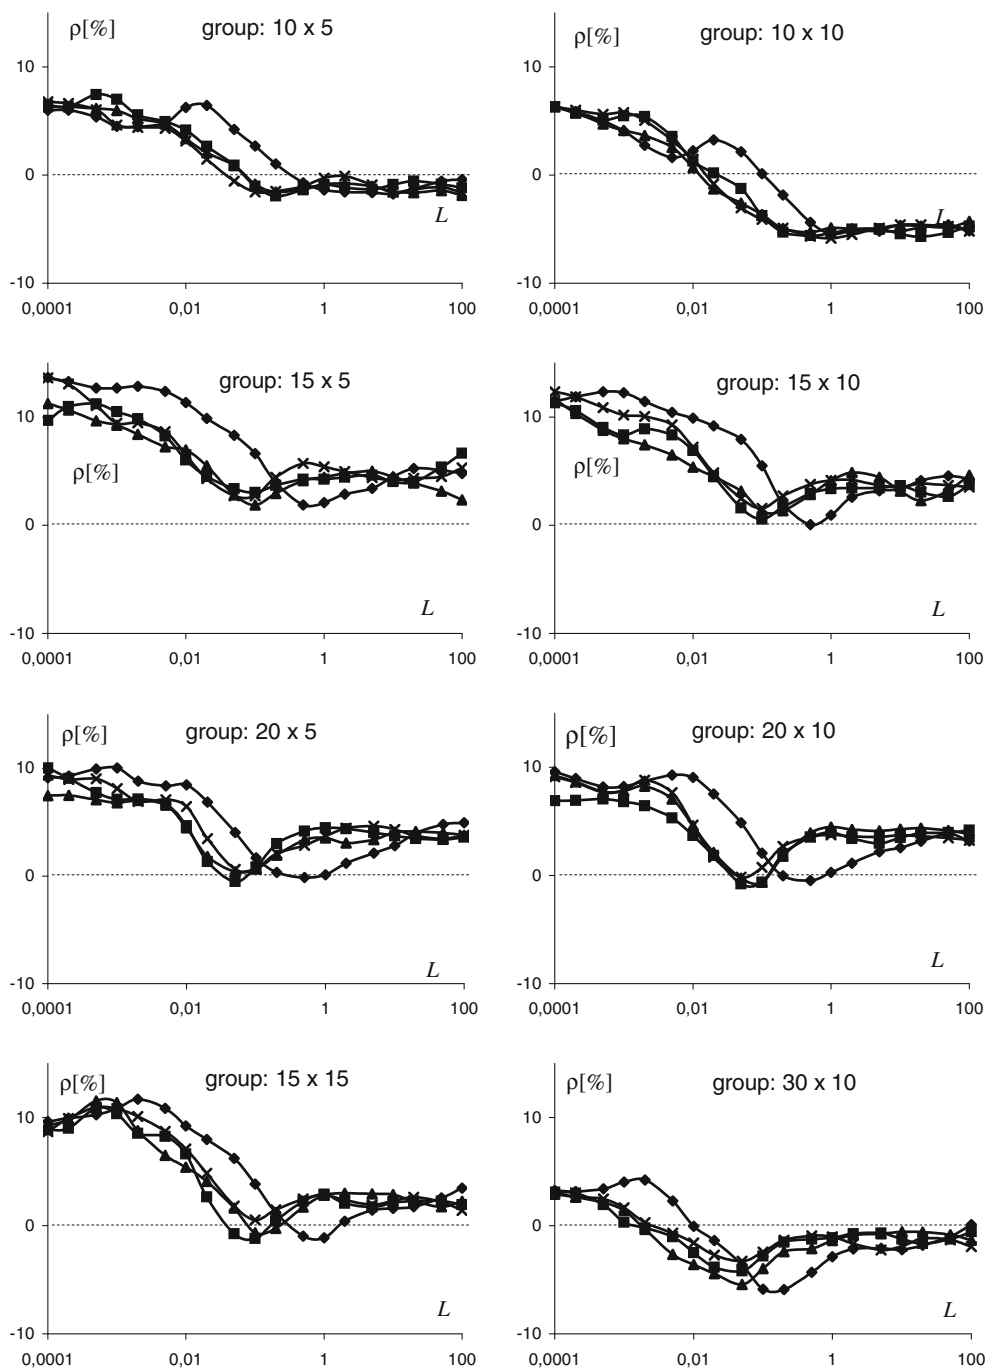 ρ[%] group: 10 x 5
10
0
L
-10
0,0001 0,01 1 100
ρ[%] group: 10 x 10
10
0
L
-10
0,0001 0,01 1 100
group: 15 x 5
10
ρ[%]
0
L
-10
0,0001 0,01 1 100
group: 15 x 10
10
ρ[%]
0
L
-10
0,0001 0,01 1 100
ρ[%] group: 20 x 5
10
0
L
-10
0,0001 0,01 1 100
ρ[%] group: 20 x 10
10
0
L
-10
0,0001 0,01 1 100
ρ[%] group: 15 x 15
10
0
L
-10
0,0001 0,01 1 100
ρ[%] group: 30 x 10
10
0
L
-10
0,0001 0,01 1 100